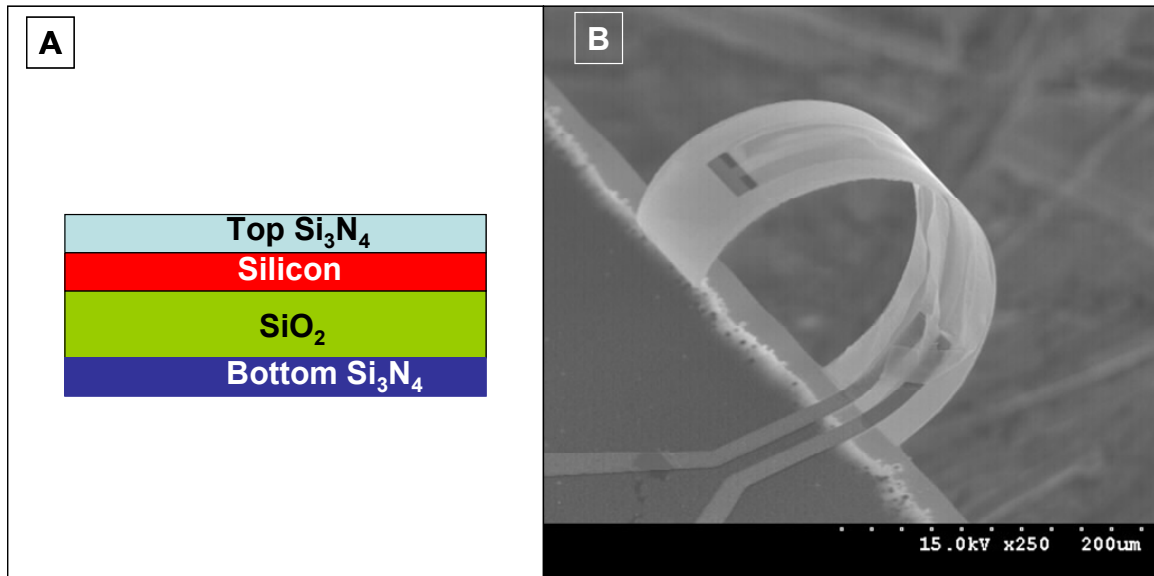 A
Top Si₃N₄
Silicon
SiO₂
Bottom Si₃N₄
B
15.0kV x250 200um